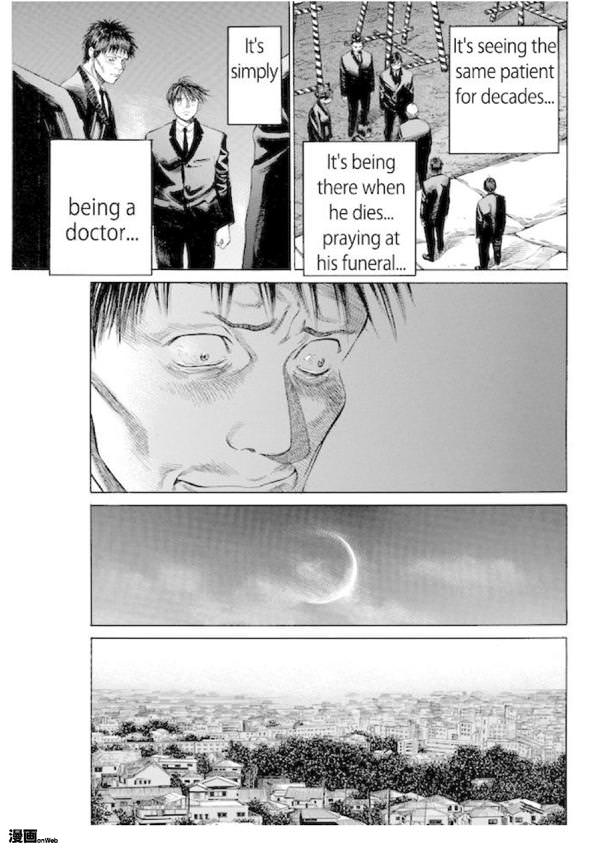 It's seeing the
same patient
for decades...
It's being
there when
he dies...
praying at
his funeral...
It's
simply
being a
doctor...
漫画onWeb